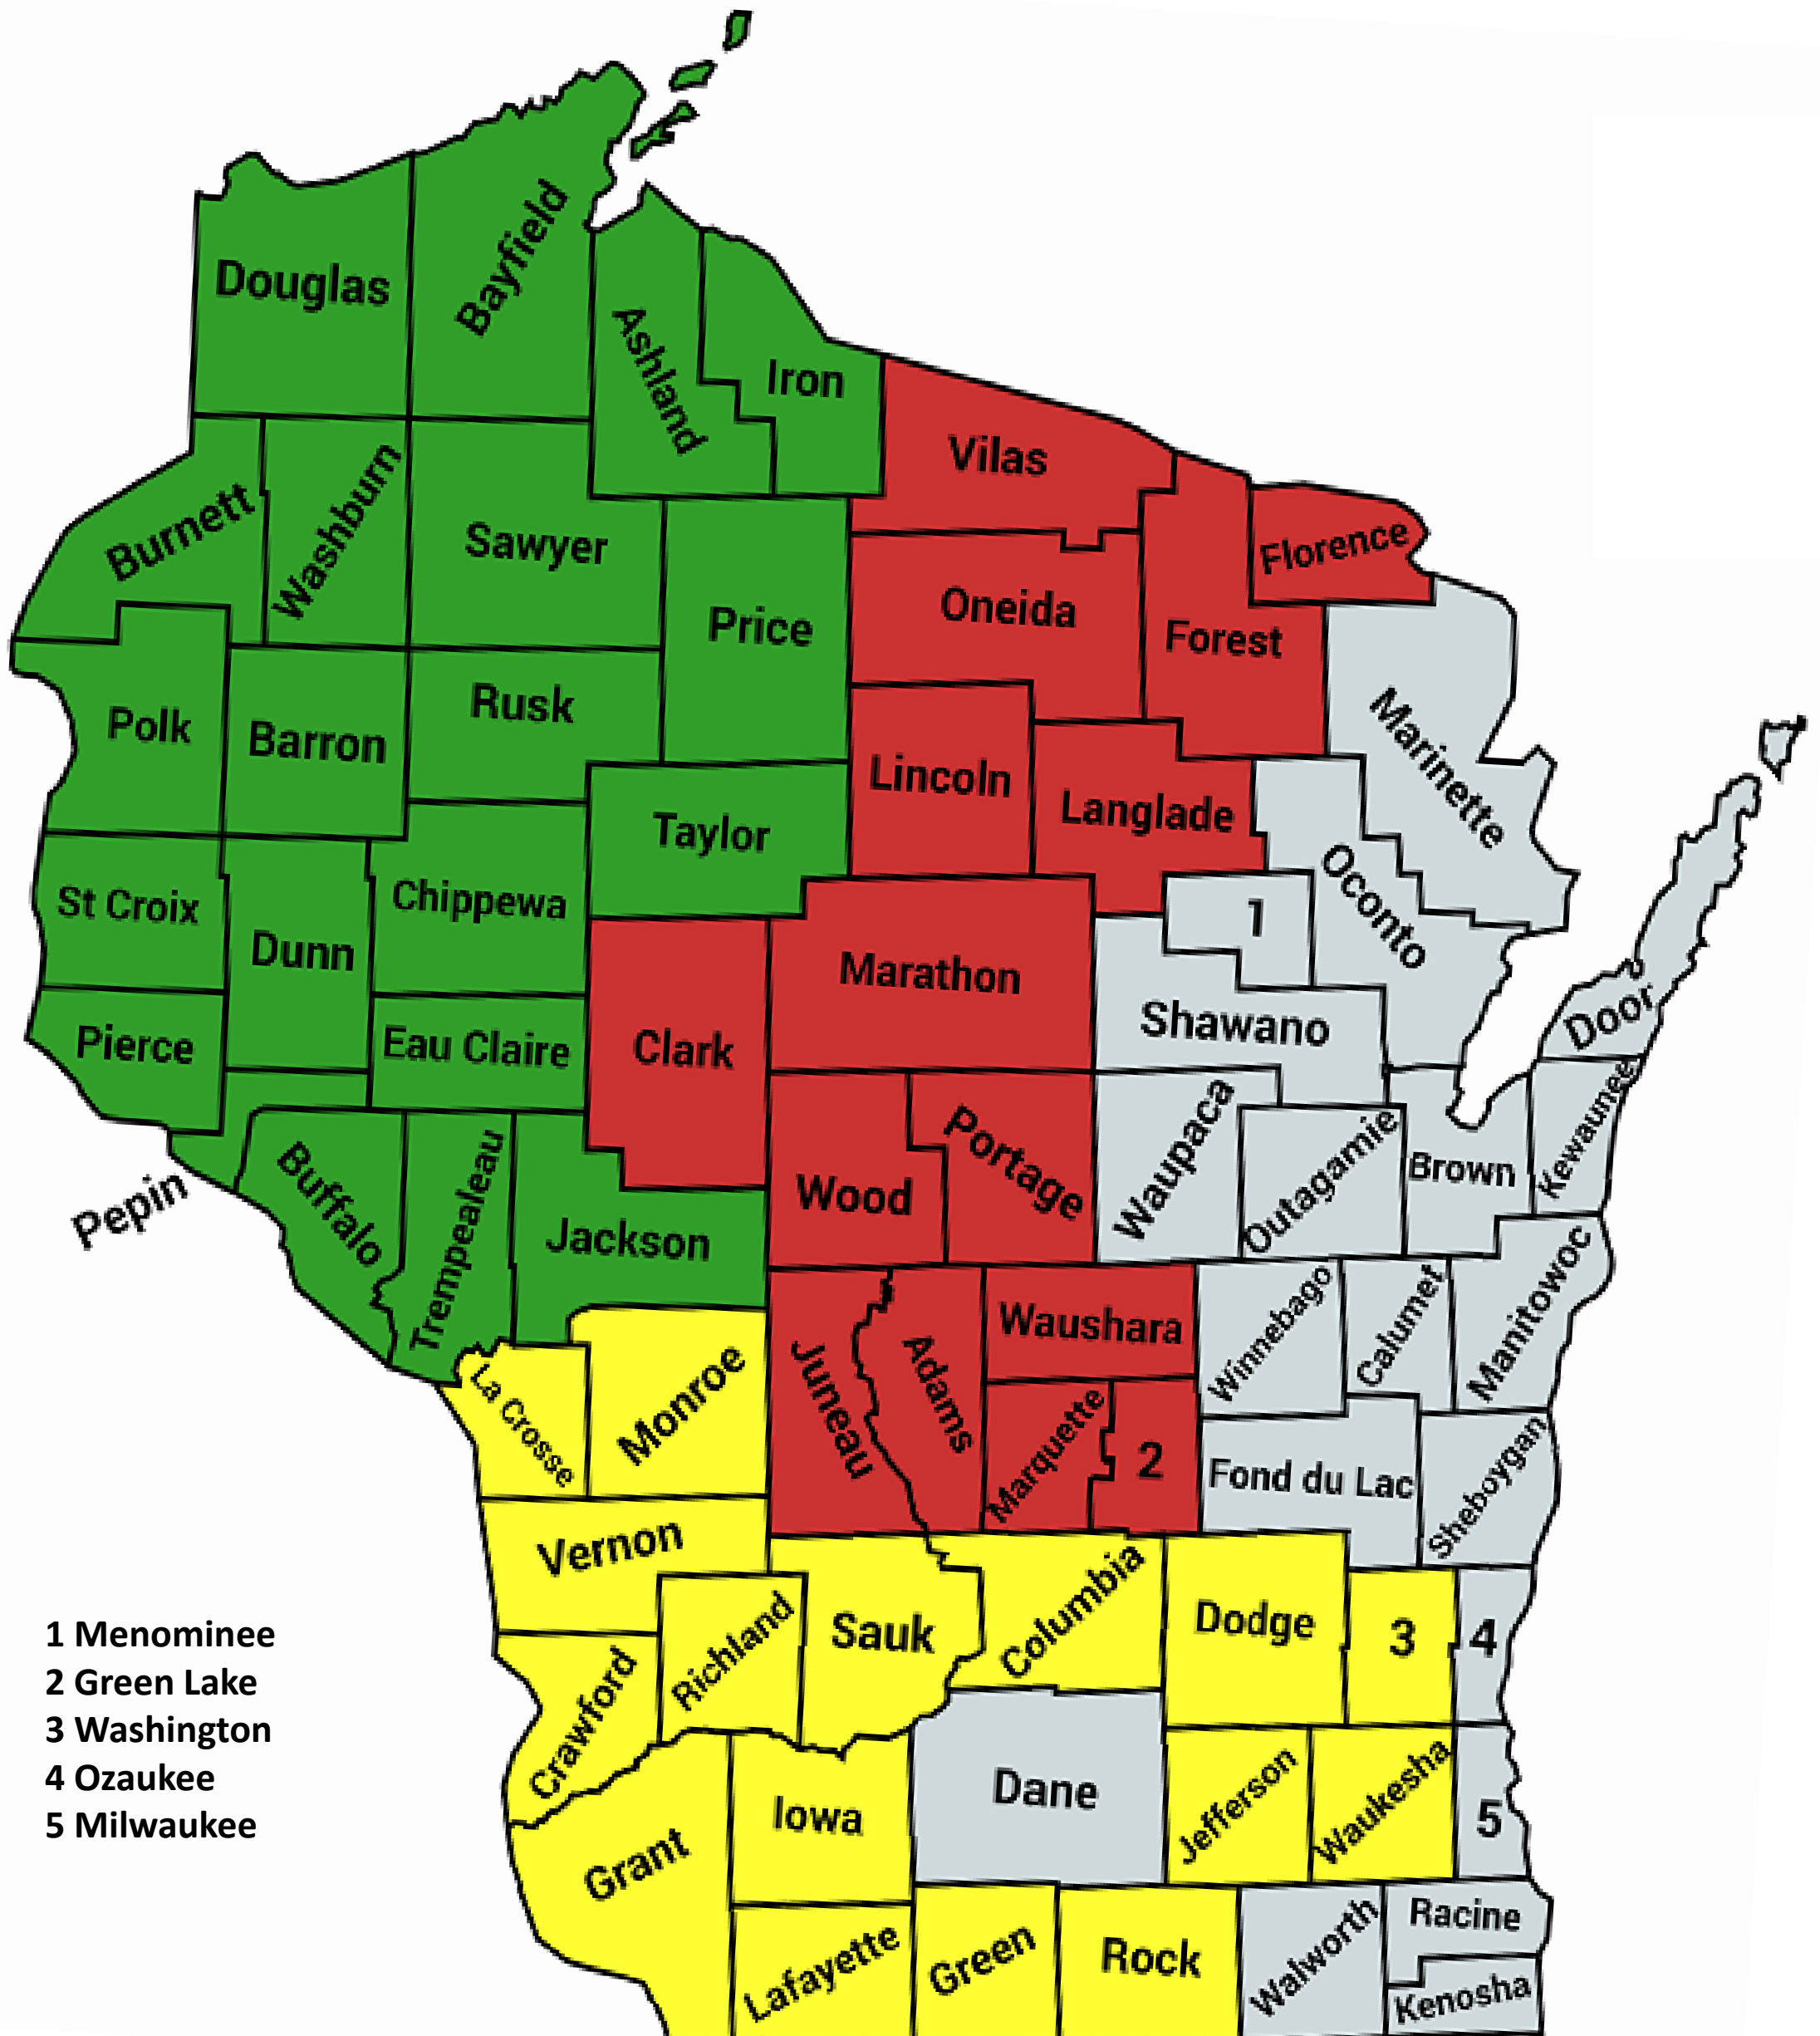 Douglas
Bayfield
Ashland
Iron
Vilas
Burnett
Washburn
Sawyer
Price
Oneida
Forest
Florence
Polk
Barron
Rusk
Lincoln
Langlade
Marinette
Taylor
St Croix
Dunn
Chippewa
1
Oconto
Marathon
Shawano
Door
Pierce
Eau Claire
Clark
Pepin
Buffalo
Trempealeau
Jackson
Wood
Portage
Waupaca
Outagamie
Brown
Kewaunee
Juneau
Adams
Waushara
Winnebago
Calumet
Manitowoc
La Crosse
Monroe
Marquette
2
Fond du Lac
Sheboygan
Vernon
Crawford
Richland
Sauk
Columbia
Dodge
3
4
1 Menominee
2 Green Lake
3 Washington
4 Ozaukee
5 Milwaukee
Grant
Iowa
Dane
Jefferson
Waukesha
5
Lafayette
Green
Rock
Walworth
Racine
Kenosha